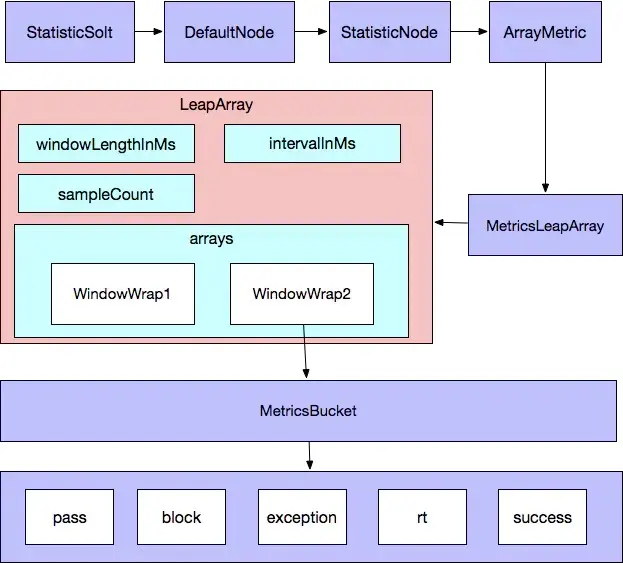 StatisticSolt
DefaultNode
StatisticNode
ArrayMetric
LeapArray
windowLengthInMs
intervalInMs
sampleCount
MetricsLeapArray
arrays
WindowWrap1
WindowWrap2
MetricsBucket
pass
block
exception
rt
success